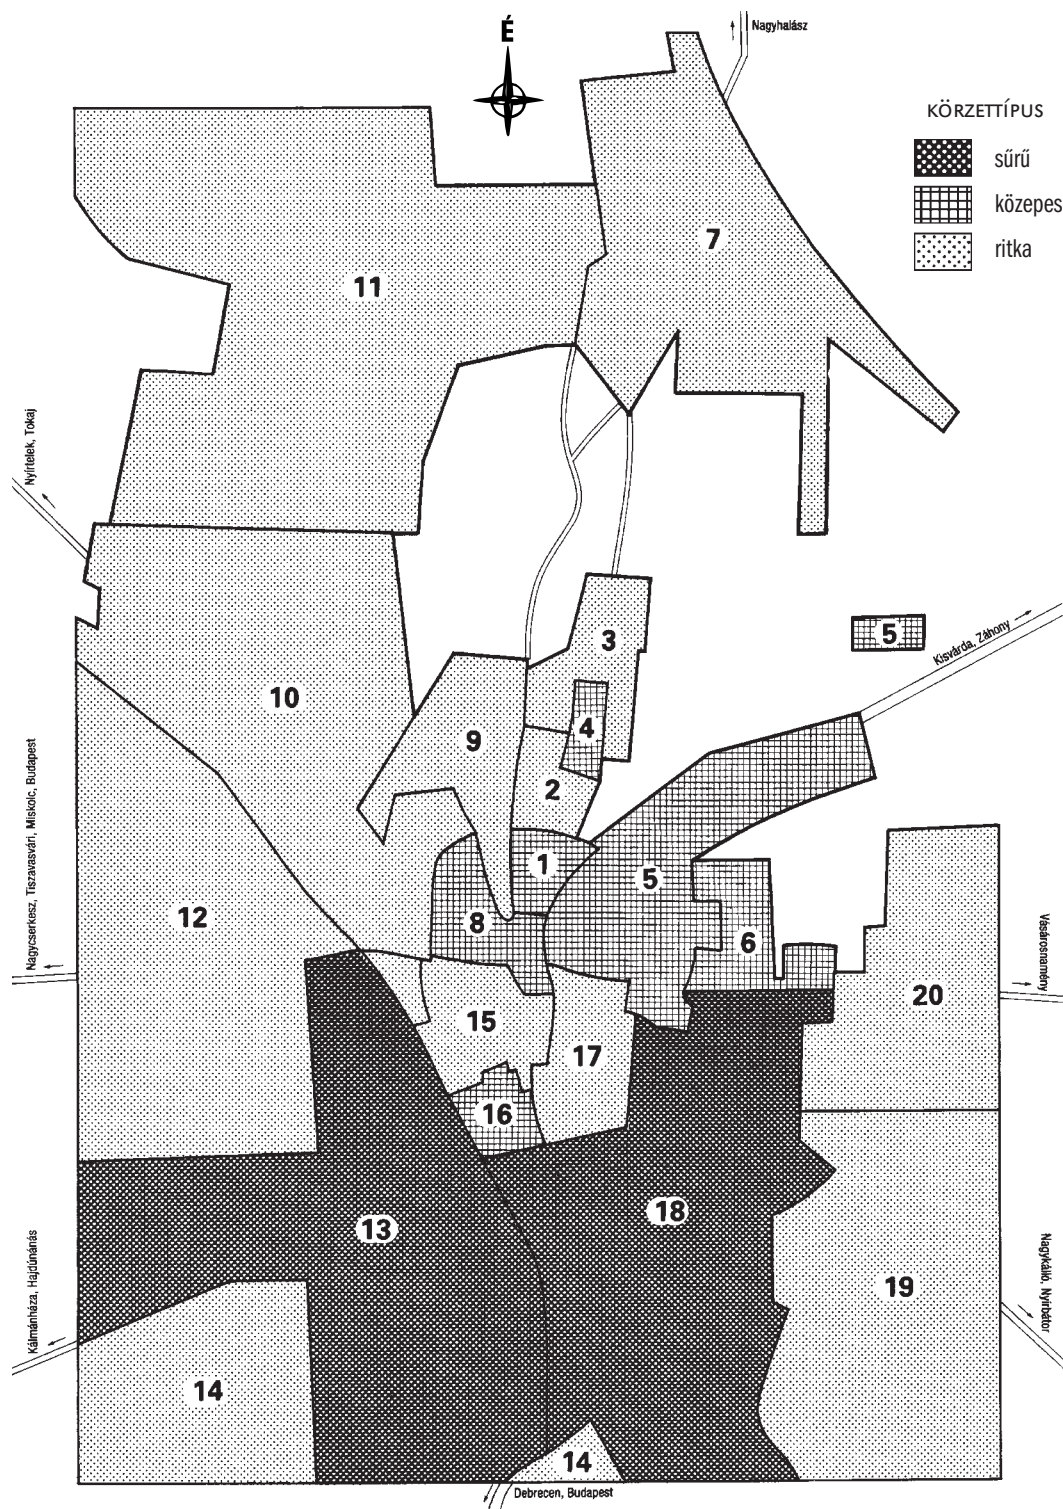 É
Nagyhalász
KÖRZETTÍPUS
sűrű
közepes
ritka
7
11
Nyírtelek, Tokaj
3
5
Kisvárda, Záhony
10
9
4
2
Nagycserkesz, Tiszavasvári, Miskolc, Budapest
1
5
12
8
6
Vásárosnamény
20
15
17
16
13
18
Kálmánháza, Hajdúnánás
Nagykálló, Nyírbátor
19
14
14
Debrecen, Budapest